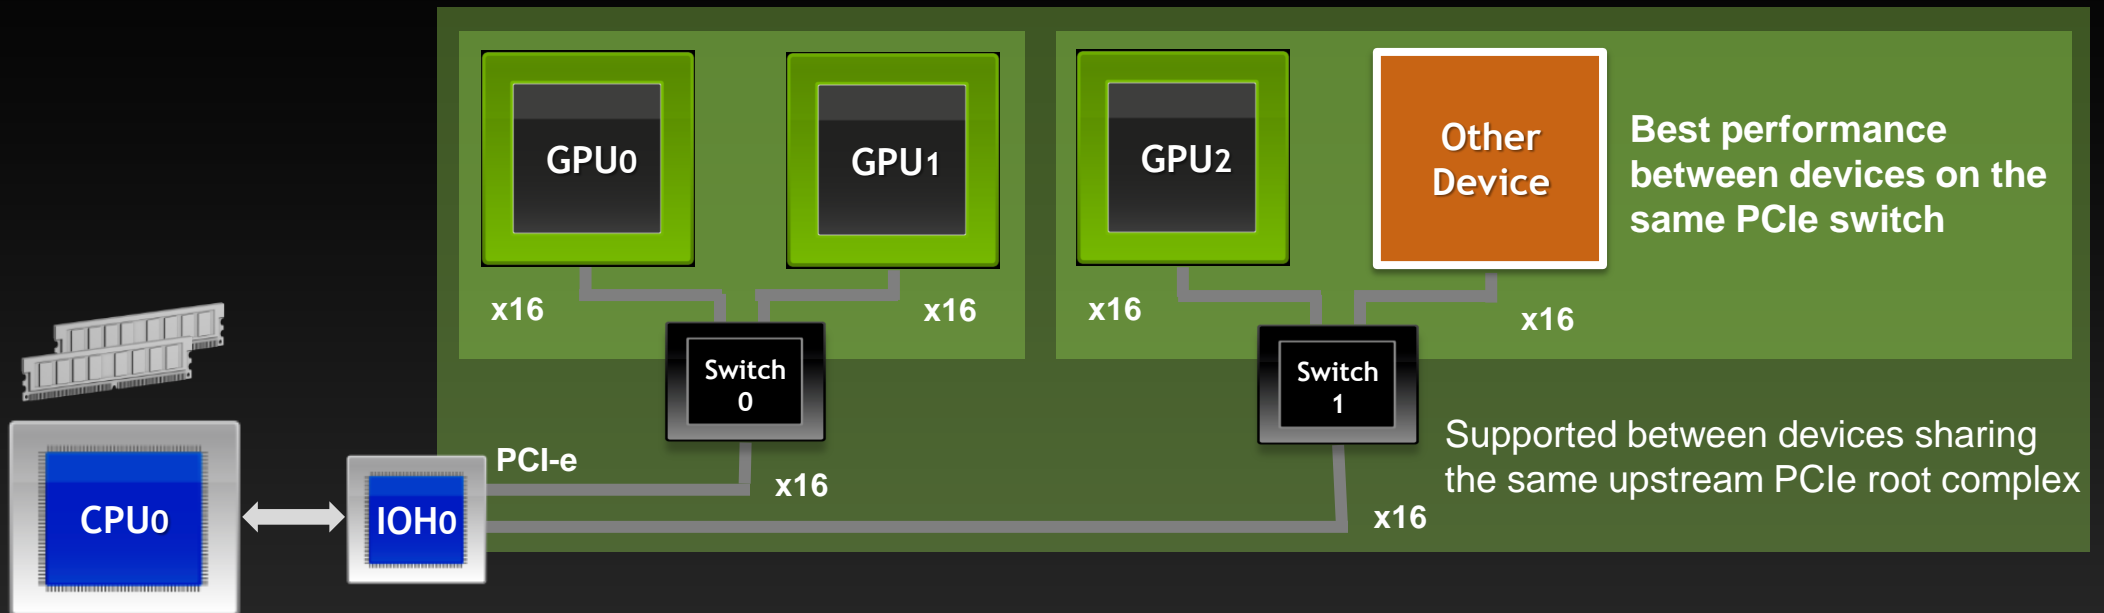 GPU0
GPU1
GPU2
Other
Device
Best performance
between devices on the
same PCIe switch
x16
x16
x16
x16
Switch
0
Switch
1
Supported between devices sharing
the same upstream PCIe root complex
PCI-e
x16
x16
CPU0
IOH0